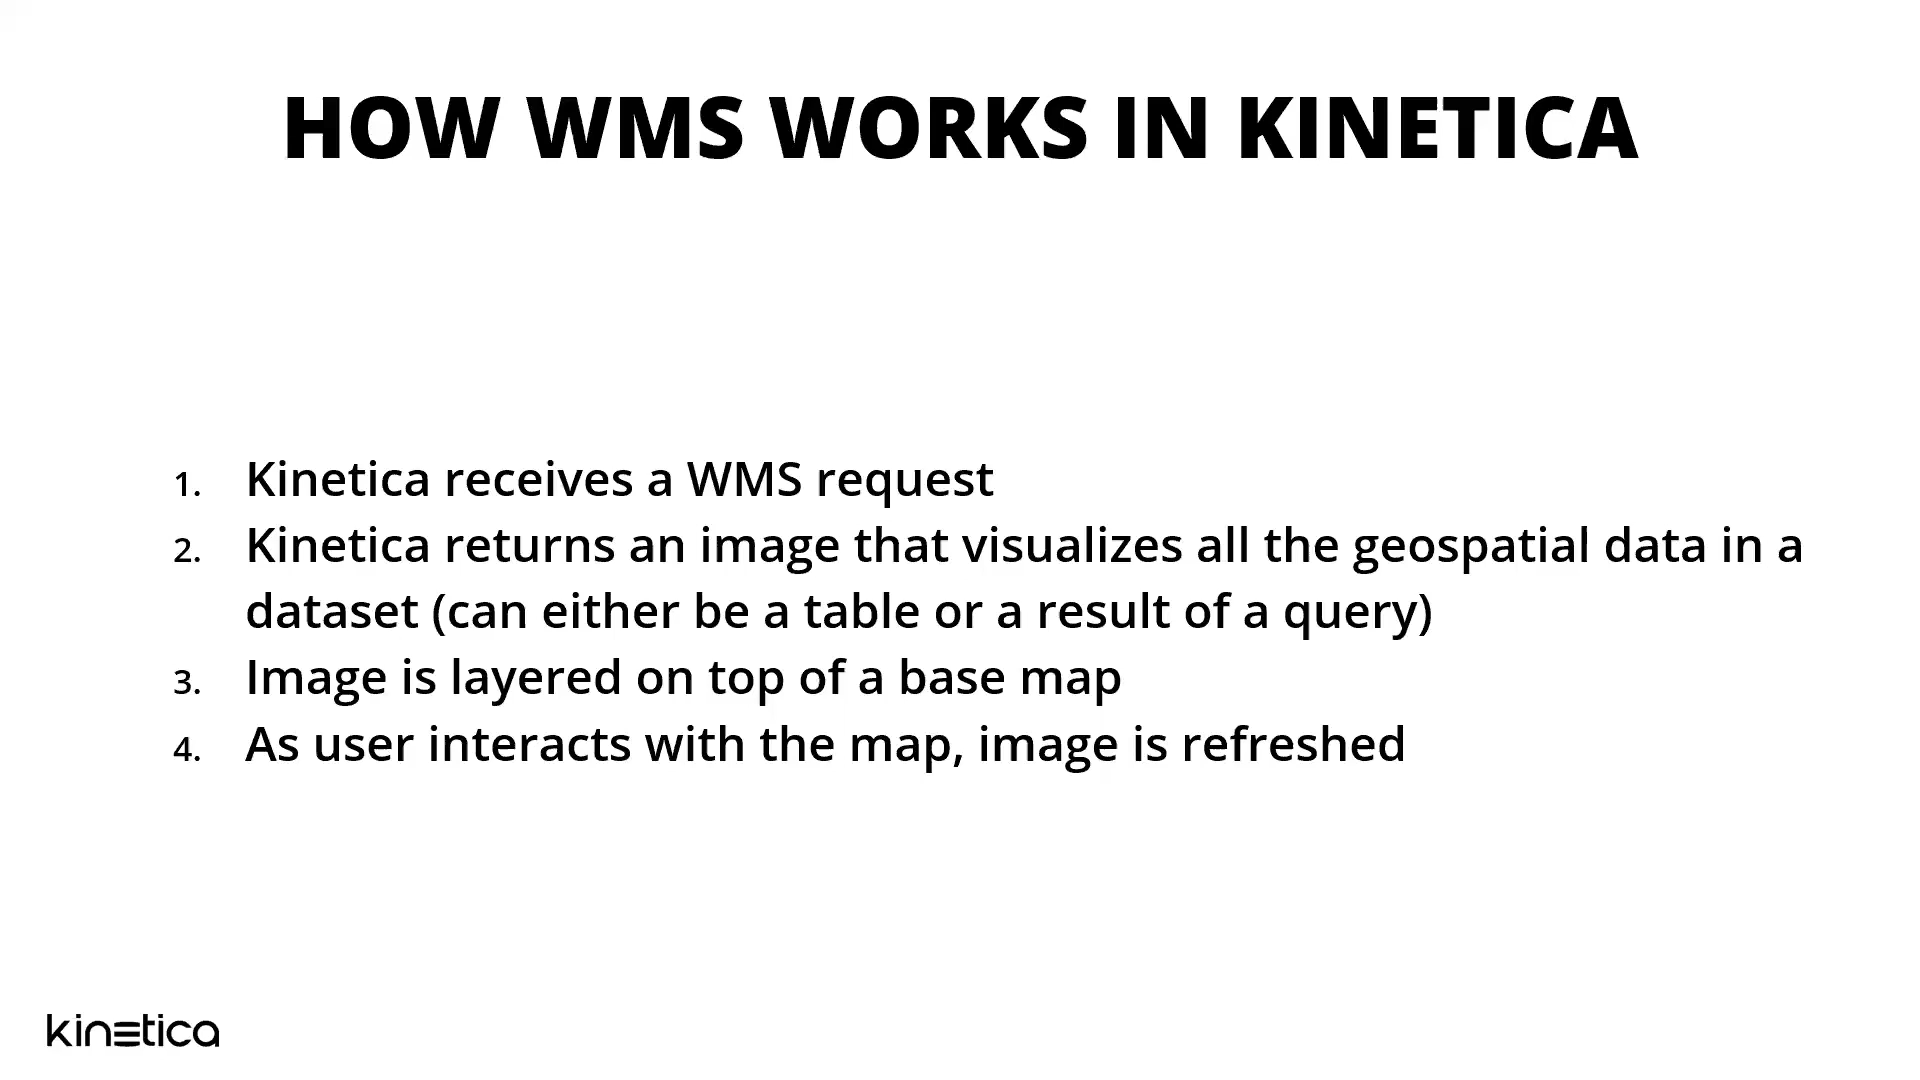 HOW WMS WORKS IN KINETICA
1. Kinetica receives a WMS request
2. Kinetica returns an image that visualizes all the geospatial data in a
dataset (can either be a table or a result of a query)
3. Image is layered on top of a base map
4. As user interacts with the map, image is refreshed
kinetica